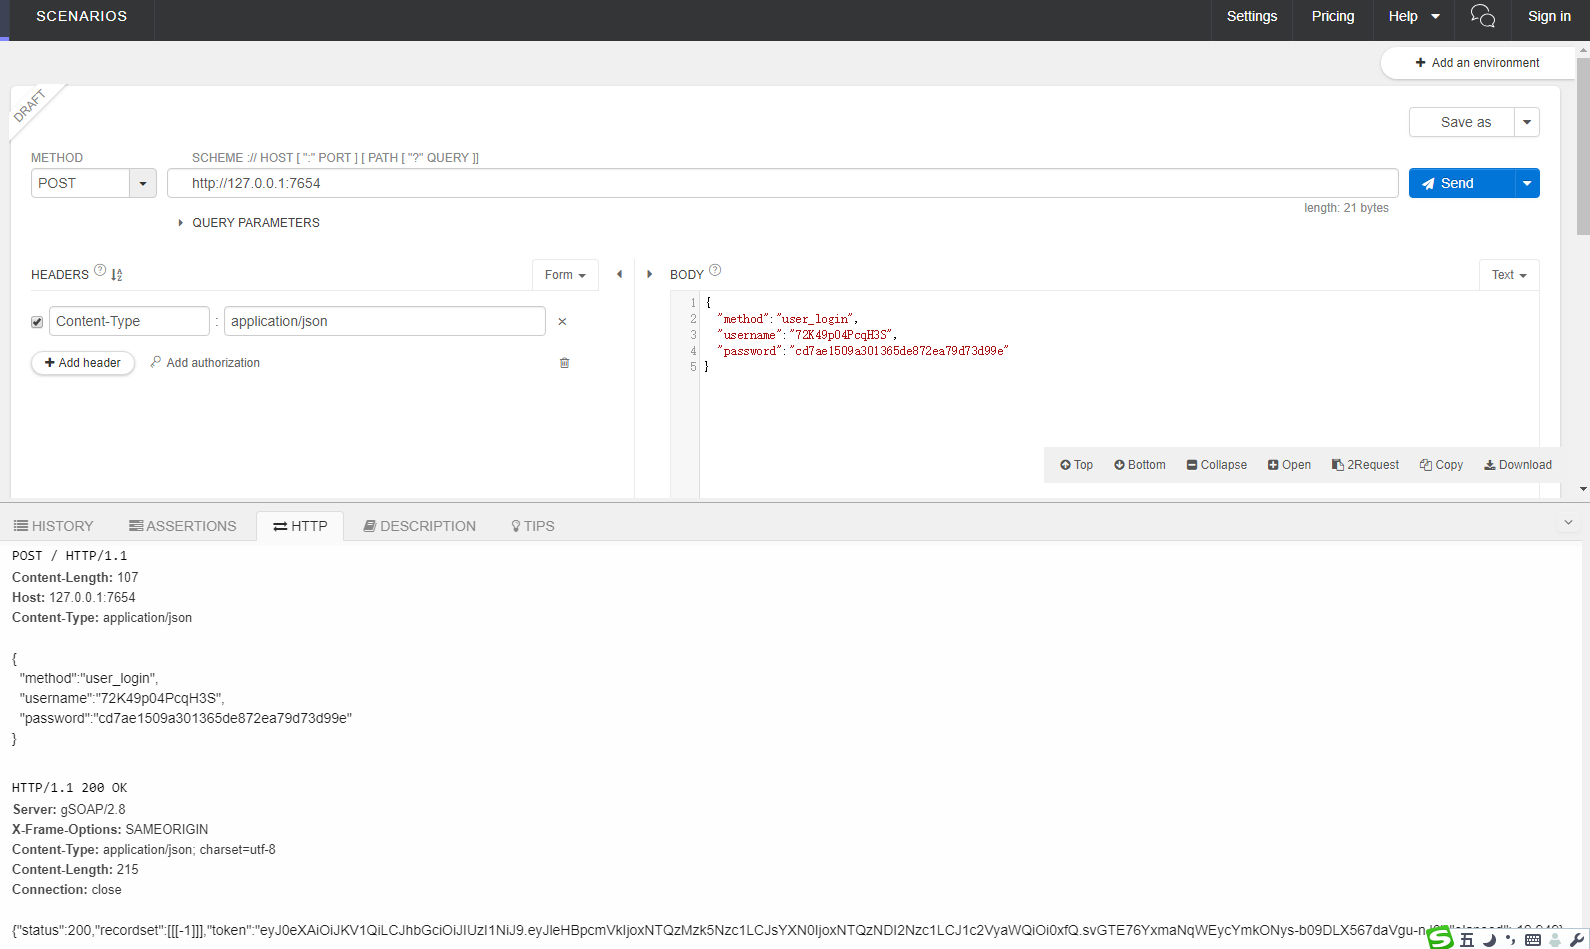 SCENARIOS
Settings
Pricing
Help
Sign in
Add an environment
DRAFT
Save as
METHOD
SCHEME :// HOST [ ":" PORT ] [ PATH [ "?" QUERY ]]
POST
http://127.0.0.1:7654
Send
length: 21 bytes
QUERY PARAMETERS
HEADERS
Form
Content-Type : application/json
Add header
Add authorization
BODY
Text
1 {
2 "method":"user_login",
3 "username":"72K49p04PcqH3S",
4 "password":"cd7ae1509a301365de872ea79d73d99e"
5 }
Top
Bottom
Collapse
Open
2Request
Copy
Download
HISTORY
ASSERTIONS
HTTP
DESCRIPTION
TIPS
POST / HTTP/1.1
Content-Length: 107
Host: 127.0.0.1:7654
Content-Type: application/json
{
"method":"user_login",
"username":"72K49p04PcqH3S",
"password":"cd7ae1509a301365de872ea79d73d99e"
}
HTTP/1.1 200 OK
Server: gSOAP/2.8
X-Frame-Options: SAMEORIGIN
Content-Type: application/json; charset=utf-8
Content-Length: 215
Connection: close
{"status":200,"recordset":[[[-1]]],"token":"eyJ0eXAiOiJKV1QiLCJhbGciOiJIUzI1NiJ9.eyJleHBpcmVkIjoxNTQzMzk5Nzc1LCJsYXN0IjoxNTQzNDI2Nzc1LCJ1c2VyaWQiOi0xfQ.svGTE76YxmaNqWEycYmkONys-b09DLX567daVgu-n
五